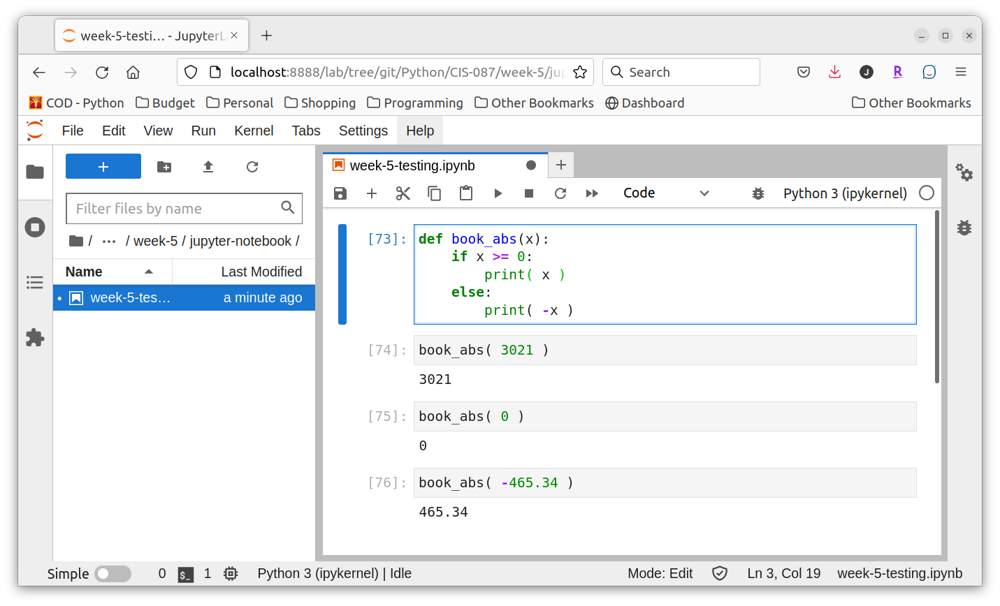 week-5-testi… - JupyterL
localhost:8888/lab/tree/git/Python/CIS-087/week-5/jup
Search
J
R
COD - Python
Budget
Personal
Shopping
Programming
Other Bookmarks
Dashboard
Other Bookmarks
File Edit View Run Kernel Tabs Settings Help
week-5-testing.ipynb
Code
Python 3 (ipykernel)
Filter files by name
/ … / week-5 / jupyter-notebook /
Name Last Modified
week-5-tes… a minute ago
[73]: def book_abs(x):
    if x >= 0:
        print( x )
    else:
        print( -x )
[74]: book_abs( 3021 )
3021
[75]: book_abs( 0 )
0
[76]: book_abs( -465.34 )
465.34
Simple 0 $_ 1 Python 3 (ipykernel) | Idle Mode: Edit Ln 3, Col 19 week-5-testing.ipynb